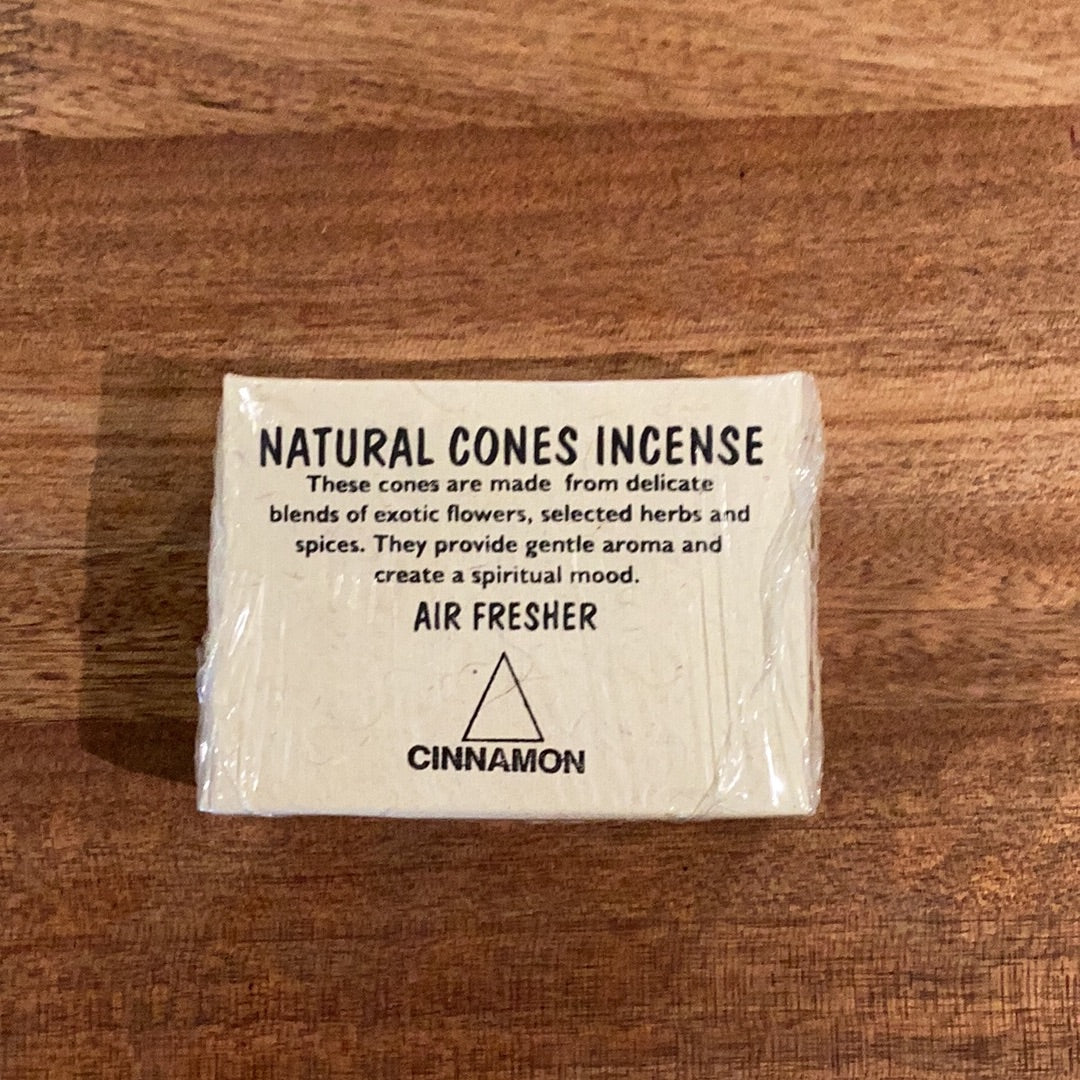 NATURAL CONES INCENSE
These cones are made from delicate
blends of exotic flowers, selected herbs and
spices. They provide gentle aroma and
create a spiritual mood.
AIR FRESHER
CINNAMON